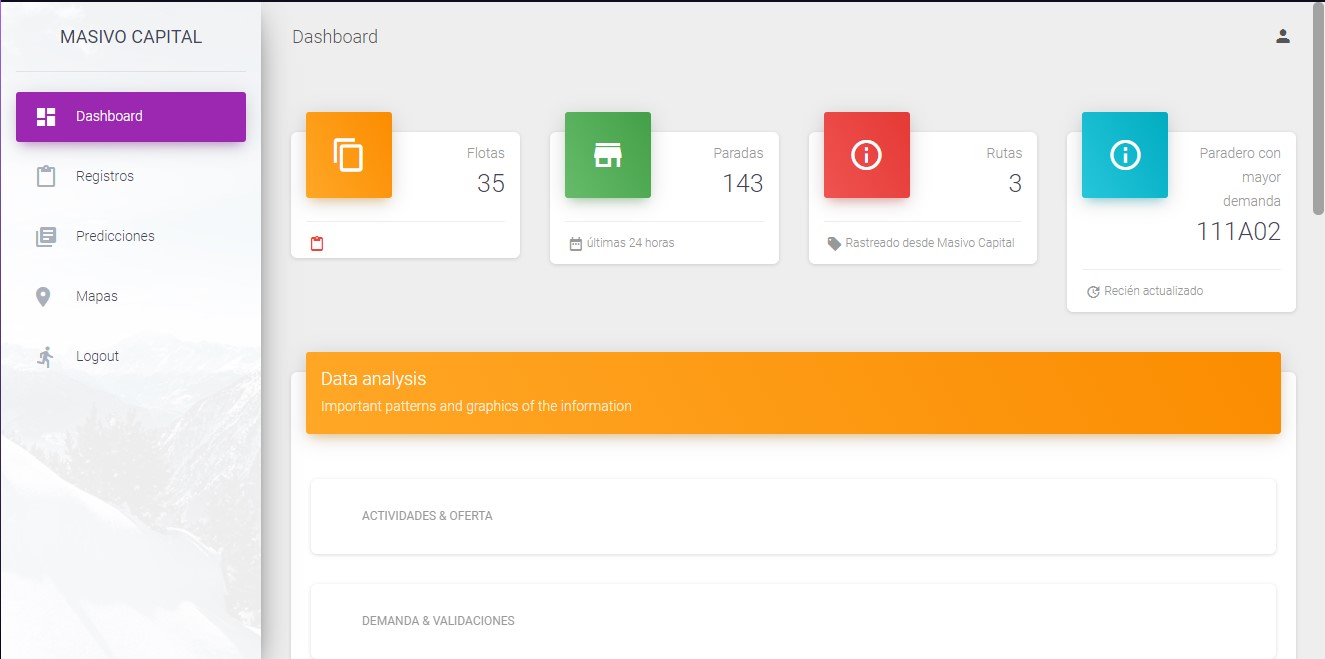 MASIVO CAPITAL
Dashboard
Registros
Predicciones
Mapas
Logout
Dashboard
Flotas
35
Paradas
143
últimas 24 horas
Rutas
3
Rastreado desde Masivo Capital
Paradero con
mayor
demanda
111A02
Recién actualizado
Data analysis
Important patterns and graphics of the information
ACTIVIDADES & OFERTA
DEMANDA & VALIDACIONES